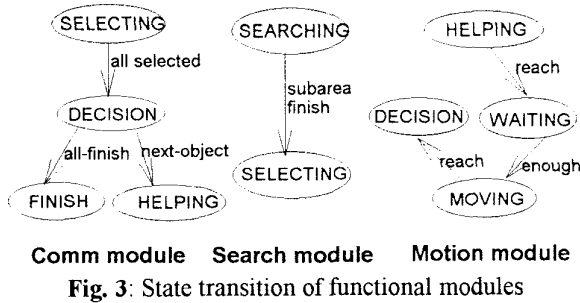 SELECTING
all selected
DECISION
all-finish
next-object
FINISH
HELPING
SEARCHING
subarea
finish
SELECTING
HELPING
reach
DECISION
WAITING
reach
enough
MOVING
Comm module
Search module
Motion module
Fig. 3: State transition of functional modules